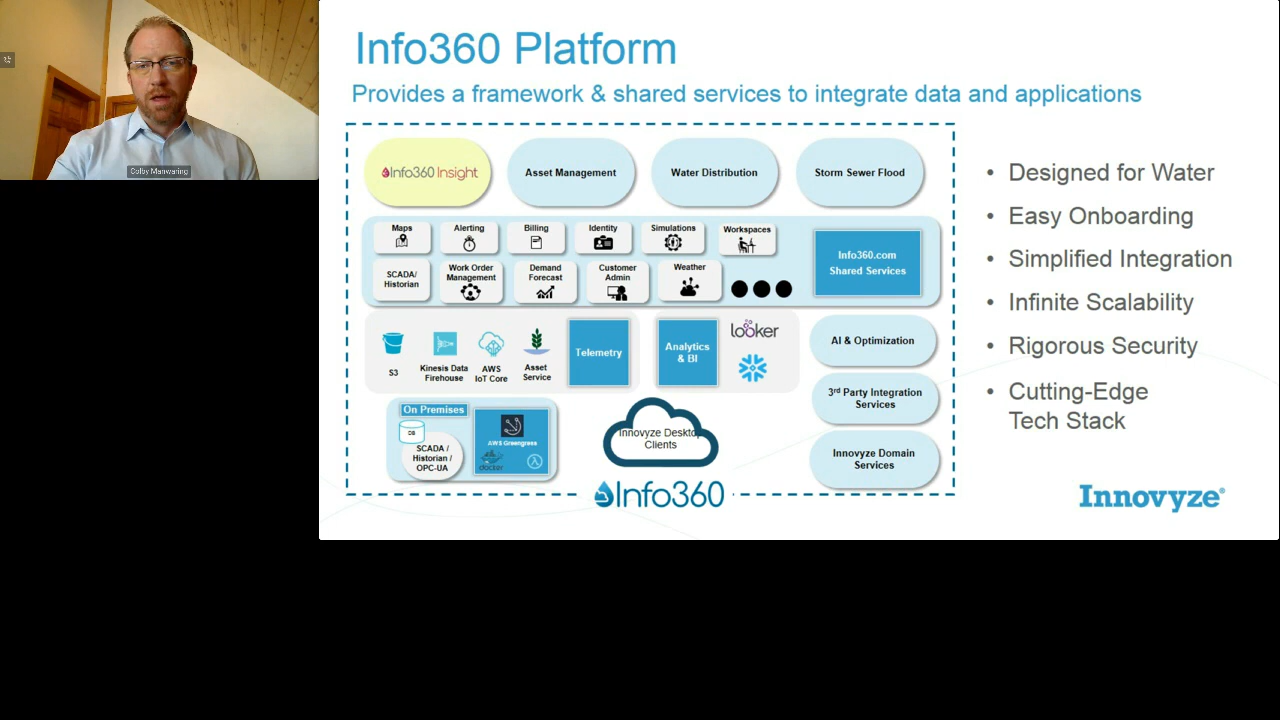 Colby Manwaring
Info360 Platform
Provides a framework & shared services to integrate data and applications
Info360 Insight
Asset Management
Water Distribution
Storm Sewer Flood
Maps
Alerting
Billing
Identity
Simulations
Workspaces
SCADA/
Historian
Work Order
Management
Demand
Forecast
Customer
Admin
Weather
Info360.com
Shared Services
S3
Kinesis Data
Firehouse
AWS
IoT Core
Asset
Service
Telemetry
Analytics
& BI
looker
AI & Optimization
3rd Party Integration
Services
Innovyze Domain
Services
On Premises
DB
SCADA /
Historian /
OPC-UA
AWS Greengrass
docker
λ
Innovyze Desktop
Clients
Info360
• Designed for Water
• Easy Onboarding
• Simplified Integration
• Infinite Scalability
• Rigorous Security
• Cutting-Edge
Tech Stack
Innovyze®